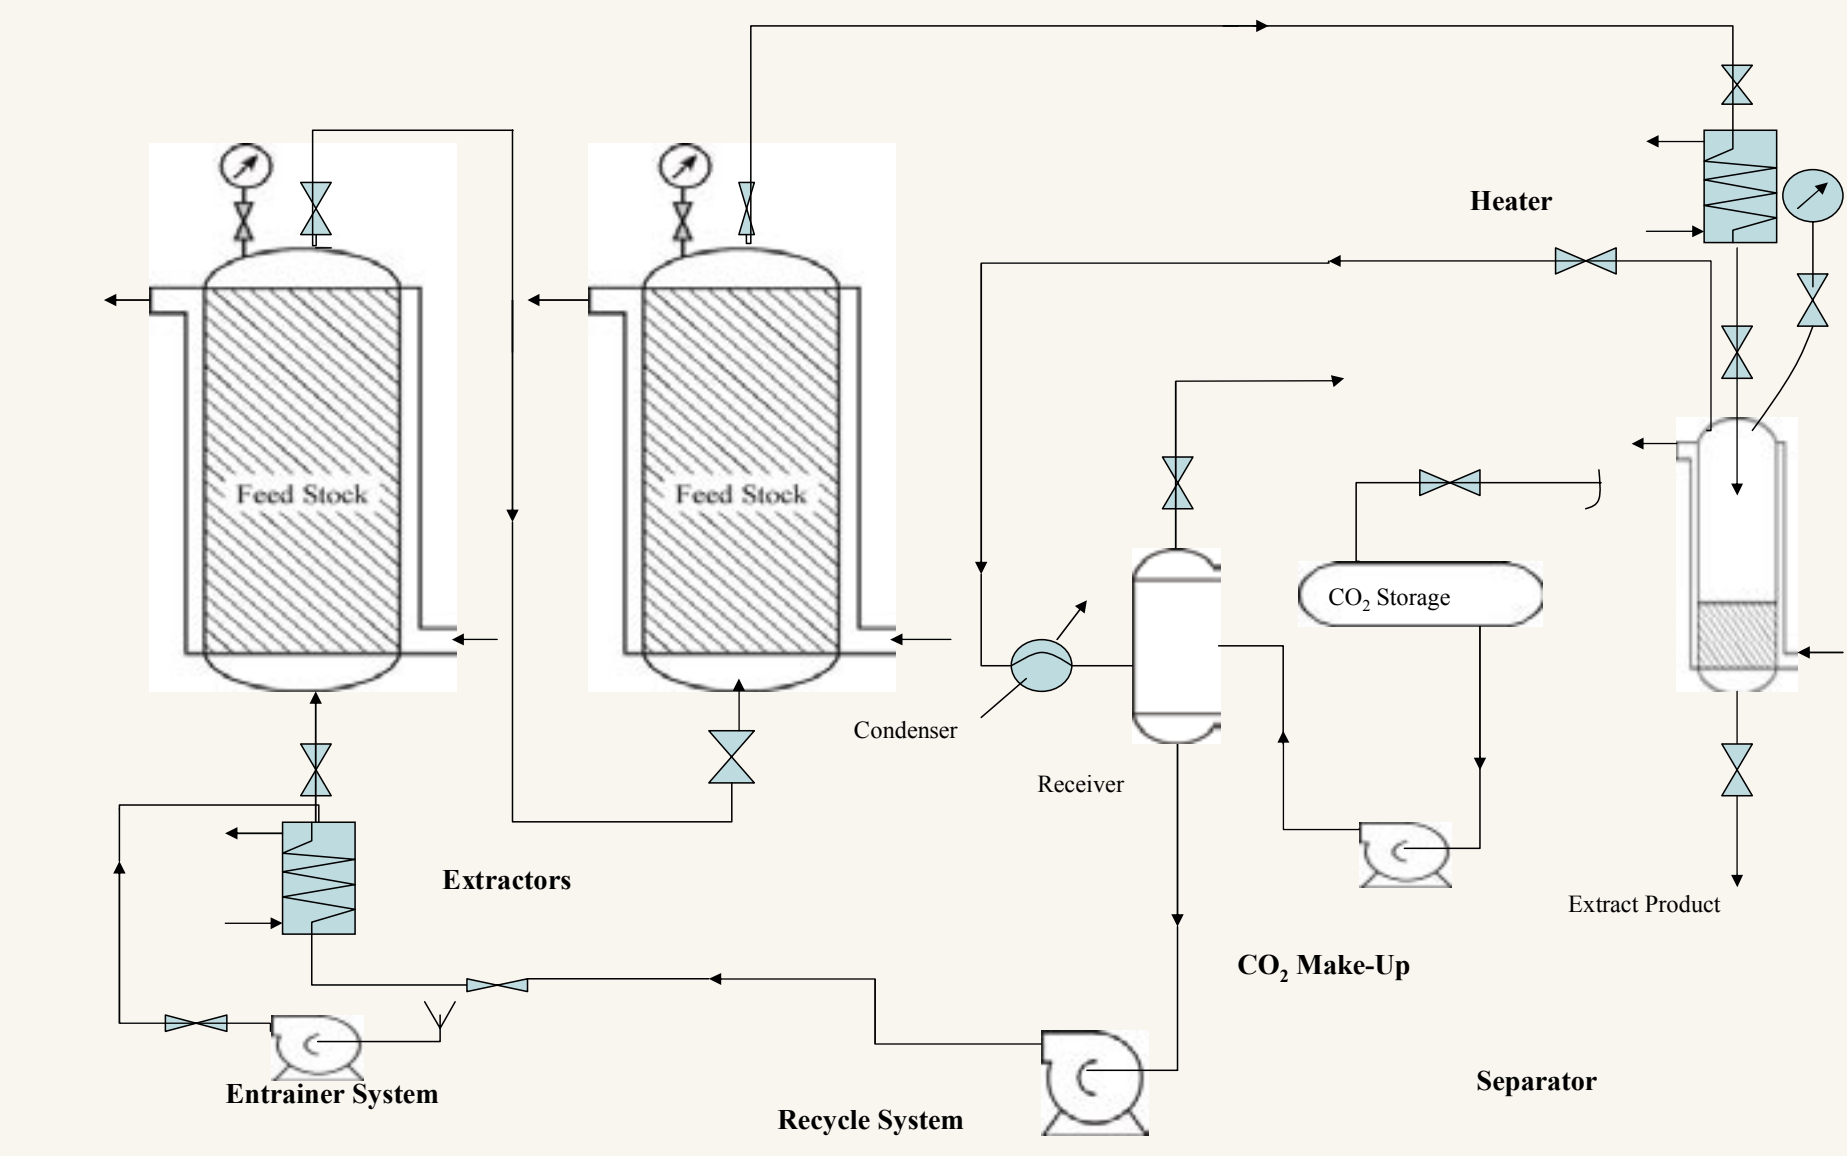 Heater
Feed Stock
Feed Stock
CO₂ Storage
Condenser
Receiver
Extractors
Extract Product
CO₂ Make-Up
Separator
Entrainer System
Recycle System